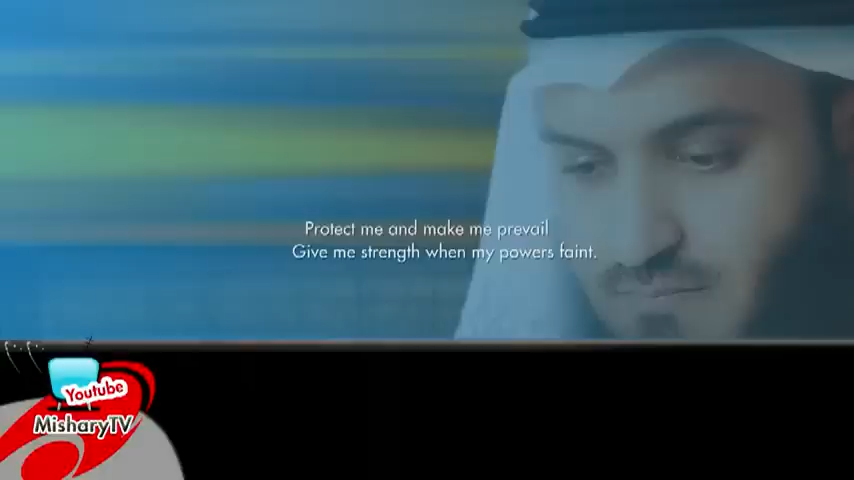 Protect me and make me prevail
Give me strength when my powers faint.
Youtube
MisharyTV